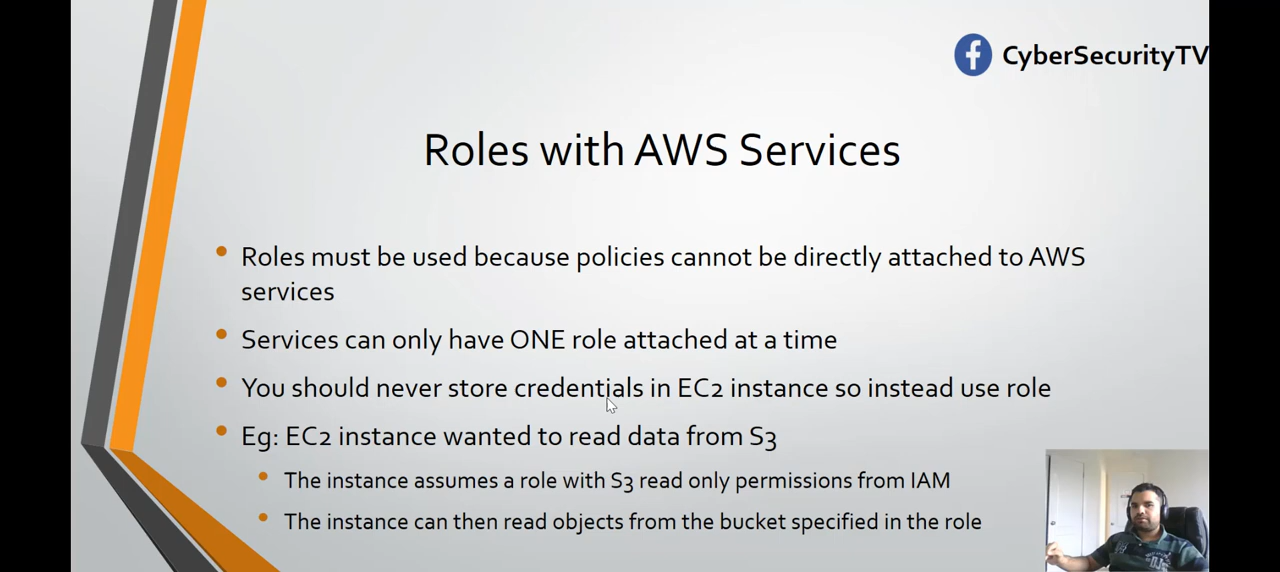 CyberSecurityTV
Roles with AWS Services
Roles must be used because policies cannot be directly attached to AWS
services
Services can only have ONE role attached at a time
You should never store credentials in EC2 instance so instead use role
Eg: EC2 instance wanted to read data from S3
The instance assumes a role with S3 read only permissions from IAM
The instance can then read objects from the bucket specified in the role